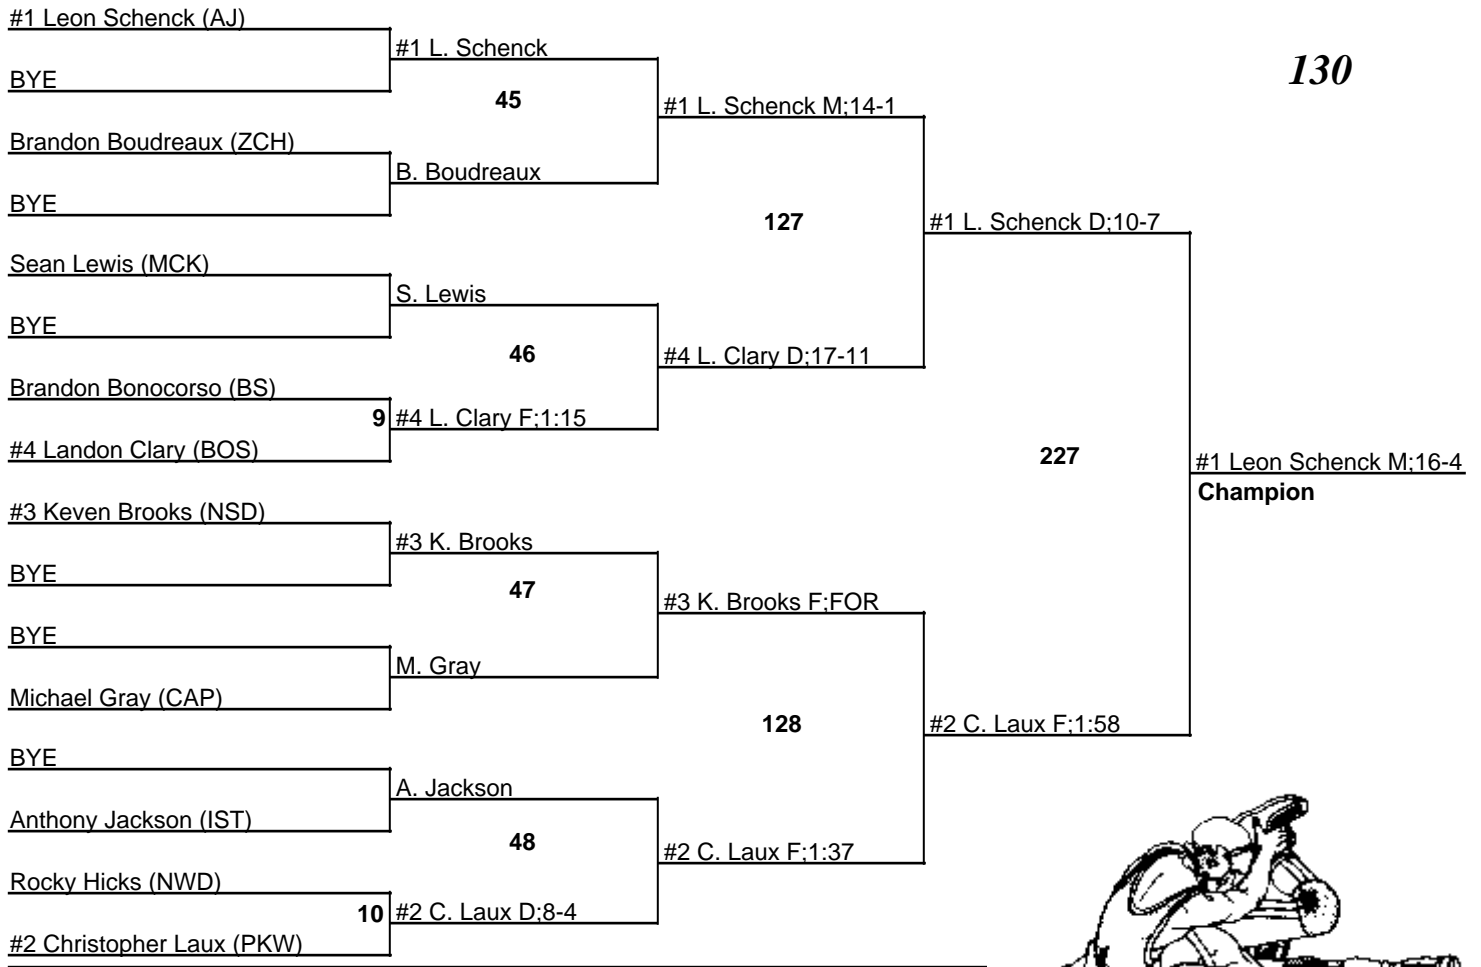 #1 Leon Schenck (AJ)
#1 L. Schenck
130
BYE
45
#1 L. Schenck M;14-1
Brandon Boudreaux (ZCH)
B. Boudreaux
BYE
127
#1 L. Schenck D;10-7
Sean Lewis (MCK)
S. Lewis
BYE
46
#4 L. Clary D;17-11
Brandon Bonocorso (BS)
9 #4 L. Clary F;1:15
#4 Landon Clary (BOS)
227
#1 Leon Schenck M;16-4
Champion
#3 Keven Brooks (NSD)
#3 K. Brooks
BYE
47
#3 K. Brooks F;FOR
BYE
M. Gray
Michael Gray (CAP)
128
#2 C. Laux F;1:58
BYE
A. Jackson
Anthony Jackson (IST)
48
#2 C. Laux F;1:37
Rocky Hicks (NWD)
10 #2 C. Laux D;8-4
#2 Christopher Laux (PKW)